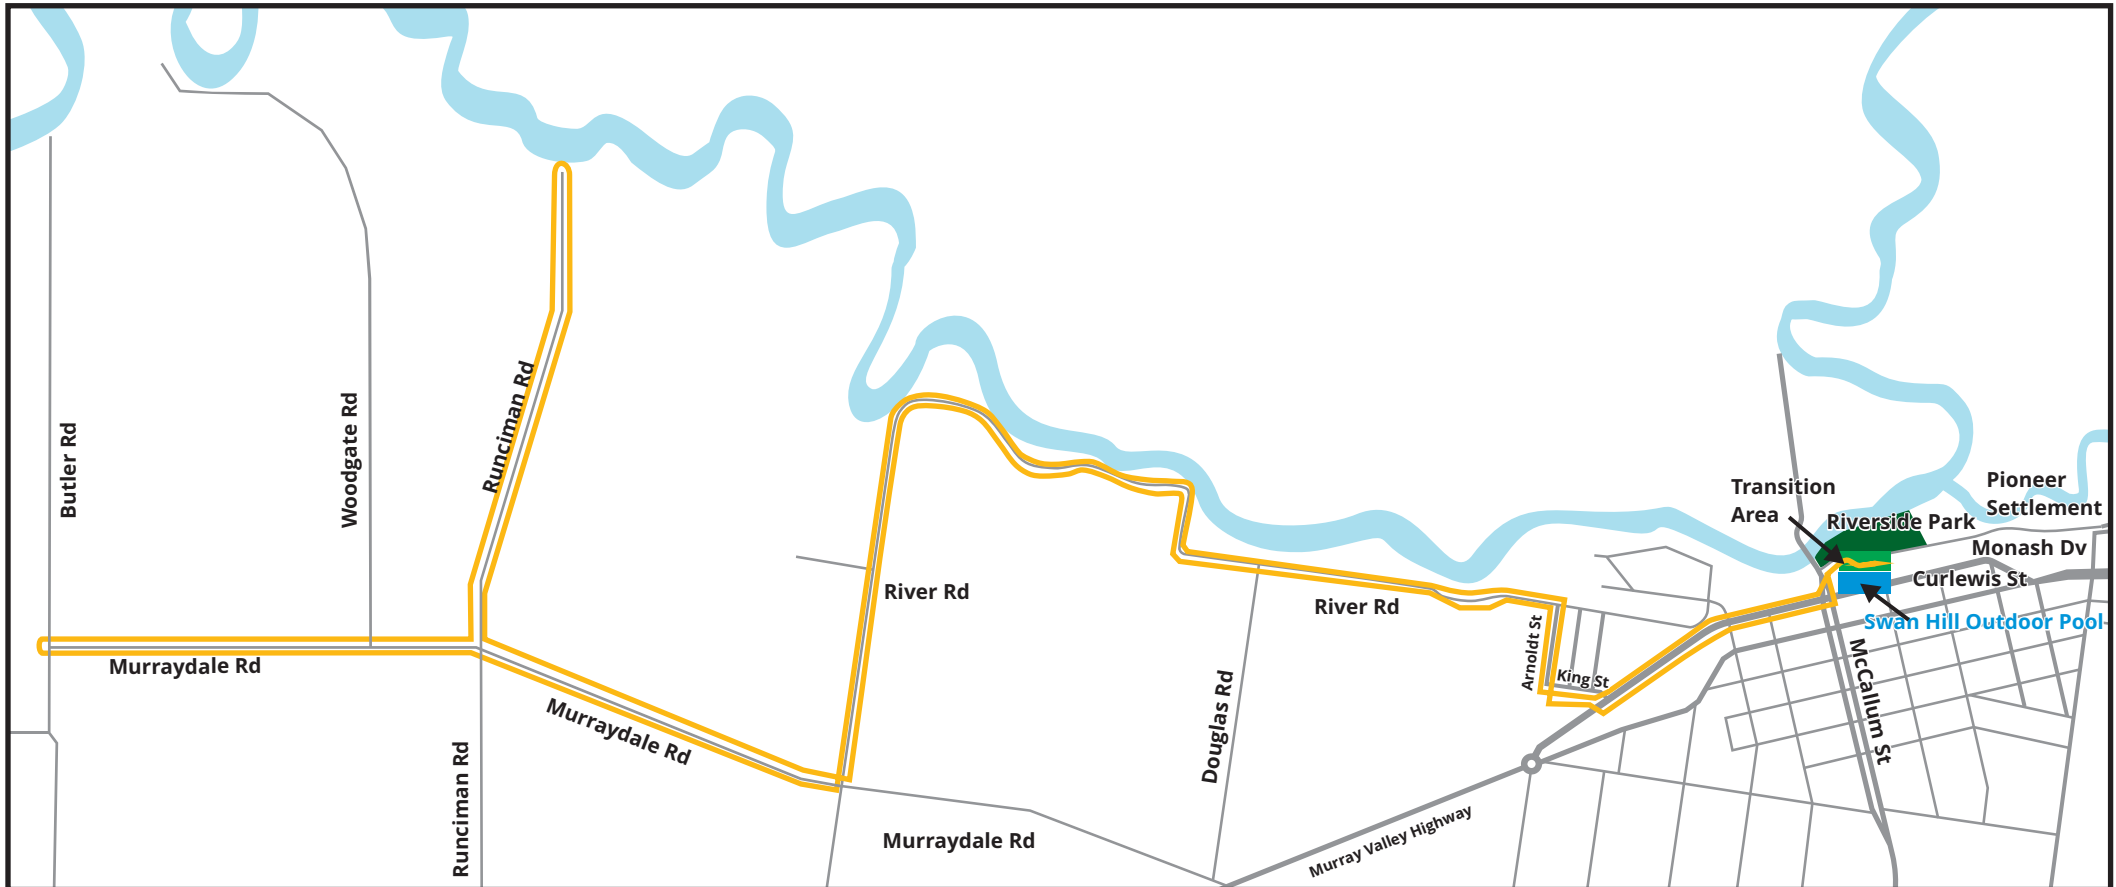 Butler Rd
Woodgate Rd
Runciman Rd
Murraydale Rd
Murraydale Rd
Runciman Rd
River Rd
Murraydale Rd
Douglas Rd
River Rd
Arnoldt St
King St
Murray Valley Highway
Transition
Area
Riverside Park
Pioneer
Settlement
Monash Dv
Curlewis St
Swan Hill Outdoor Pool
McCallum St